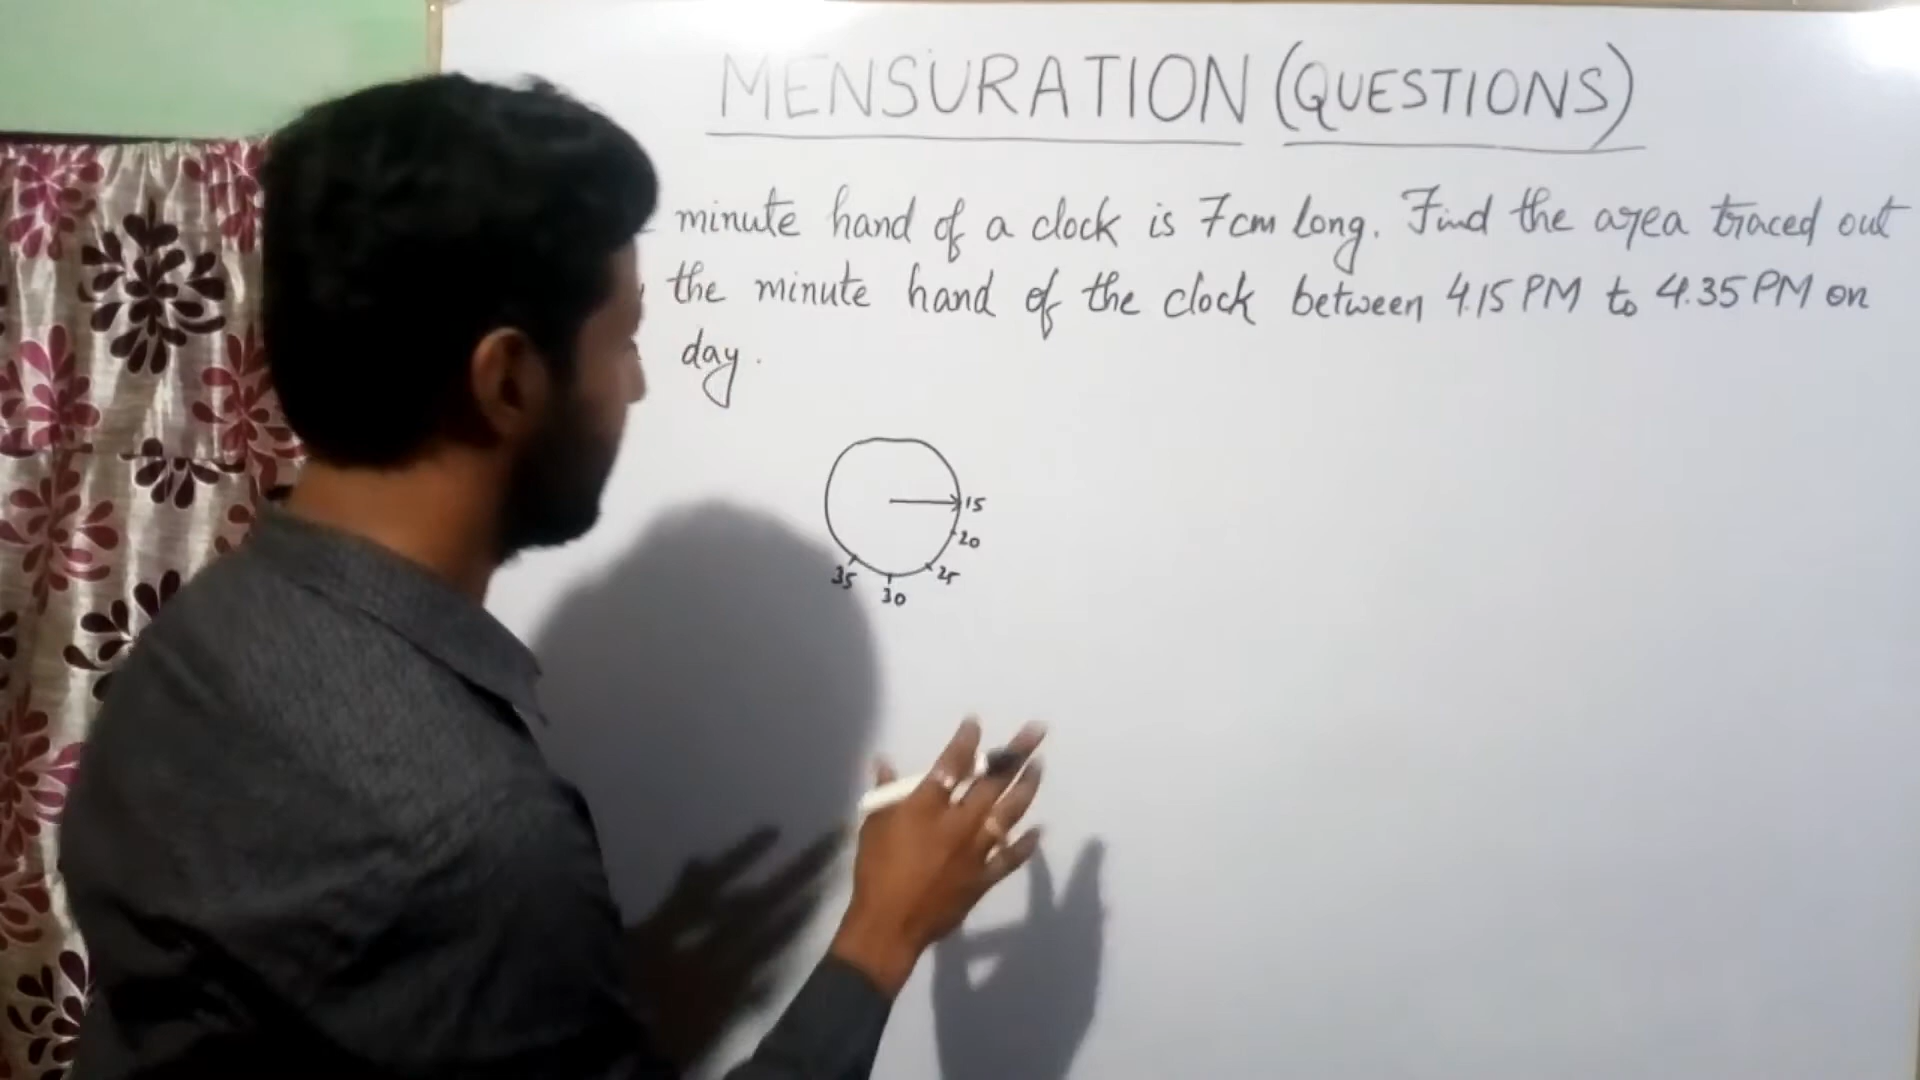 MENSURATION (QUESTIONS)
minute hand of a clock is 7cm long. Find the area traced out
the minute hand of the clock between 4.15 PM to 4.35 PM on
day.
15
20
25
30
35